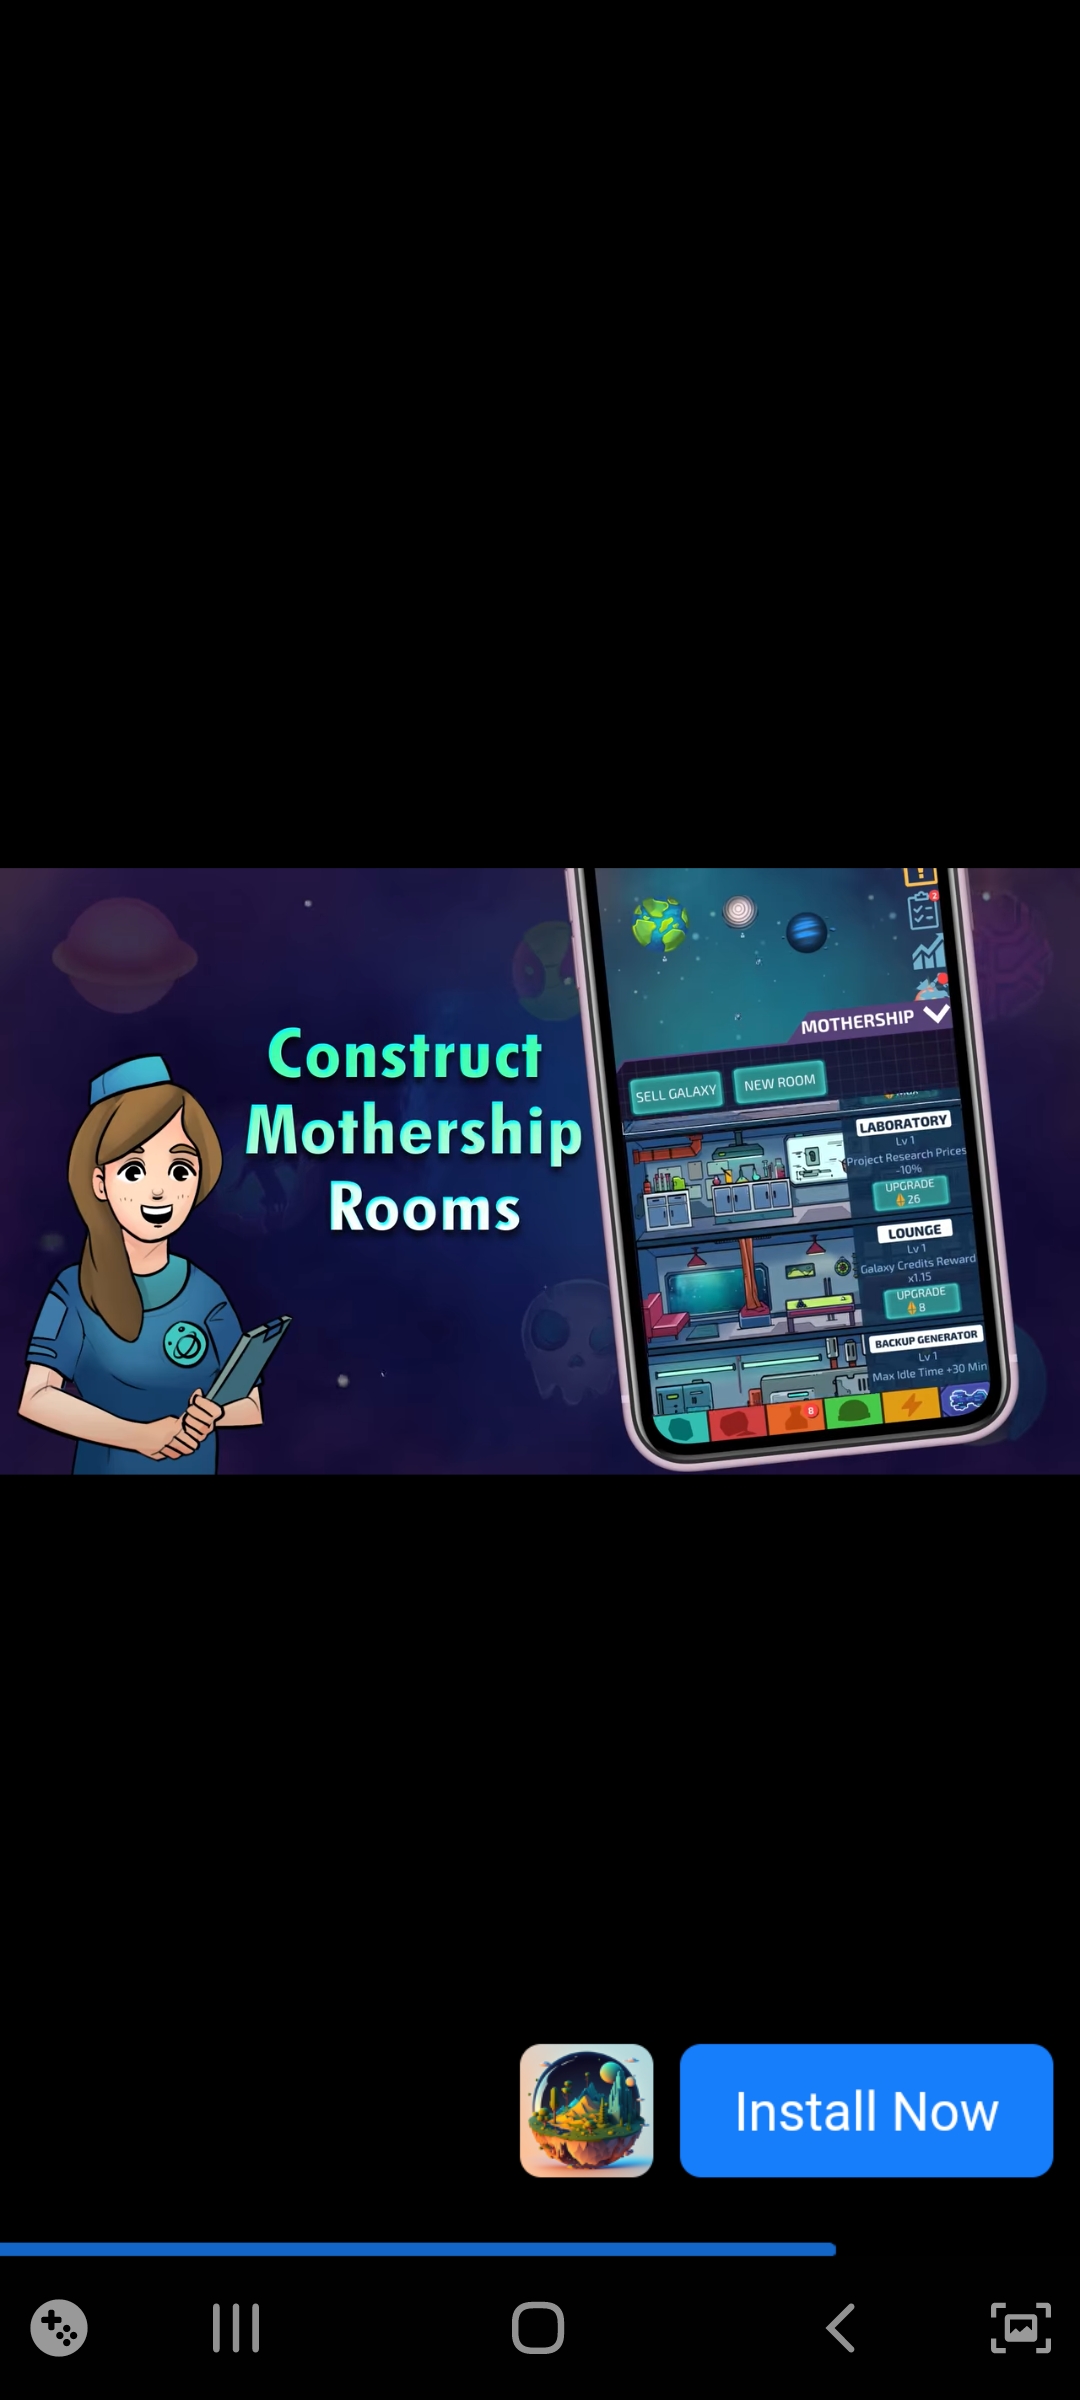 Construct
Mothership
Rooms
MOTHERSHIP
SELL GALAXY
NEW ROOM
LABORATORY
Lv 1
Project Research Prices
-10%
UPGRADE
26
LOUNGE
Lv 1
Galaxy Credits Reward
x1.15
UPGRADE
8
BACKUP GENERATOR
Lv 1
Max Idle Time +30 Min
8
2
Install Now